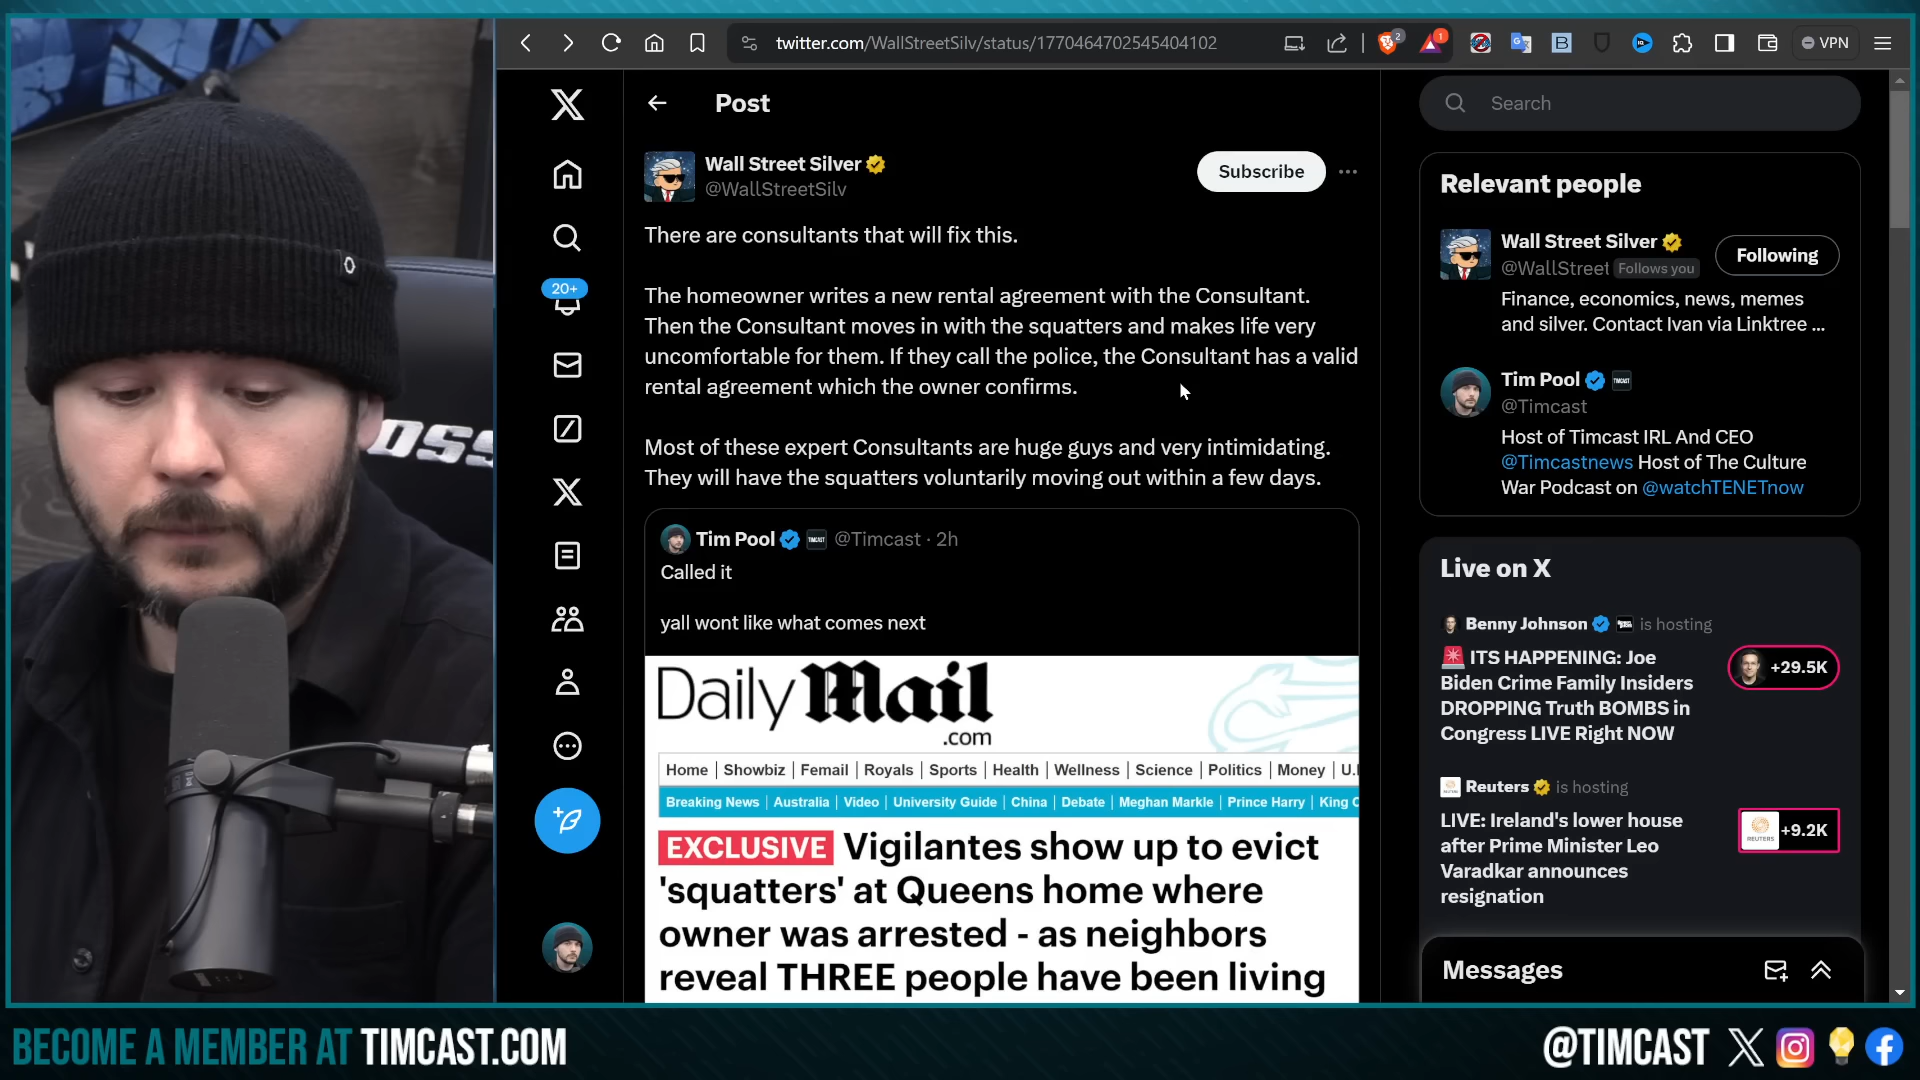 twitter.com/WallStreetSilv/status/1770464702545404102
2
1
VPN
Post
Search
Wall Street Silver
@WallStreetSilv
Subscribe
There are consultants that will fix this.
The homeowner writes a new rental agreement with the Consultant.
Then the Consultant moves in with the squatters and makes life very
uncomfortable for them. If they call the police, the Consultant has a valid
rental agreement which the owner confirms.
Most of these expert Consultants are huge guys and very intimidating.
They will have the squatters voluntarily moving out within a few days.
Tim Pool @Timcast · 2h
Called it
yall wont like what comes next
Daily Mail
.com
Home | Showbiz | Femail | Royals | Sports | Health | Wellness | Science | Politics | Money | U.
Breaking News | Australia | Video | University Guide | China | Debate | Meghan Markle | Prince Harry | King C
EXCLUSIVE Vigilantes show up to evict
'squatters' at Queens home where
owner was arrested - as neighbors
reveal THREE people have been living
20+
Relevant people
Wall Street Silver
@WallStreet Follows you
Following
Finance, economics, news, memes
and silver. Contact Ivan via Linktree ...
Tim Pool
@Timcast
Host of Timcast IRL And CEO
@Timcastnews Host of The Culture
War Podcast on @watchTENETnow
Live on X
Benny Johnson is hosting
ITS HAPPENING: Joe
Biden Crime Family Insiders
DROPPING Truth BOMBS in
Congress LIVE Right NOW
+29.5K
Reuters is hosting
LIVE: Ireland's lower house
after Prime Minister Leo
Varadkar announces
resignation
REUTERS
+9.2K
Messages
OSS
BECOME A MEMBER AT TIMCAST.COM
@TIMCAST